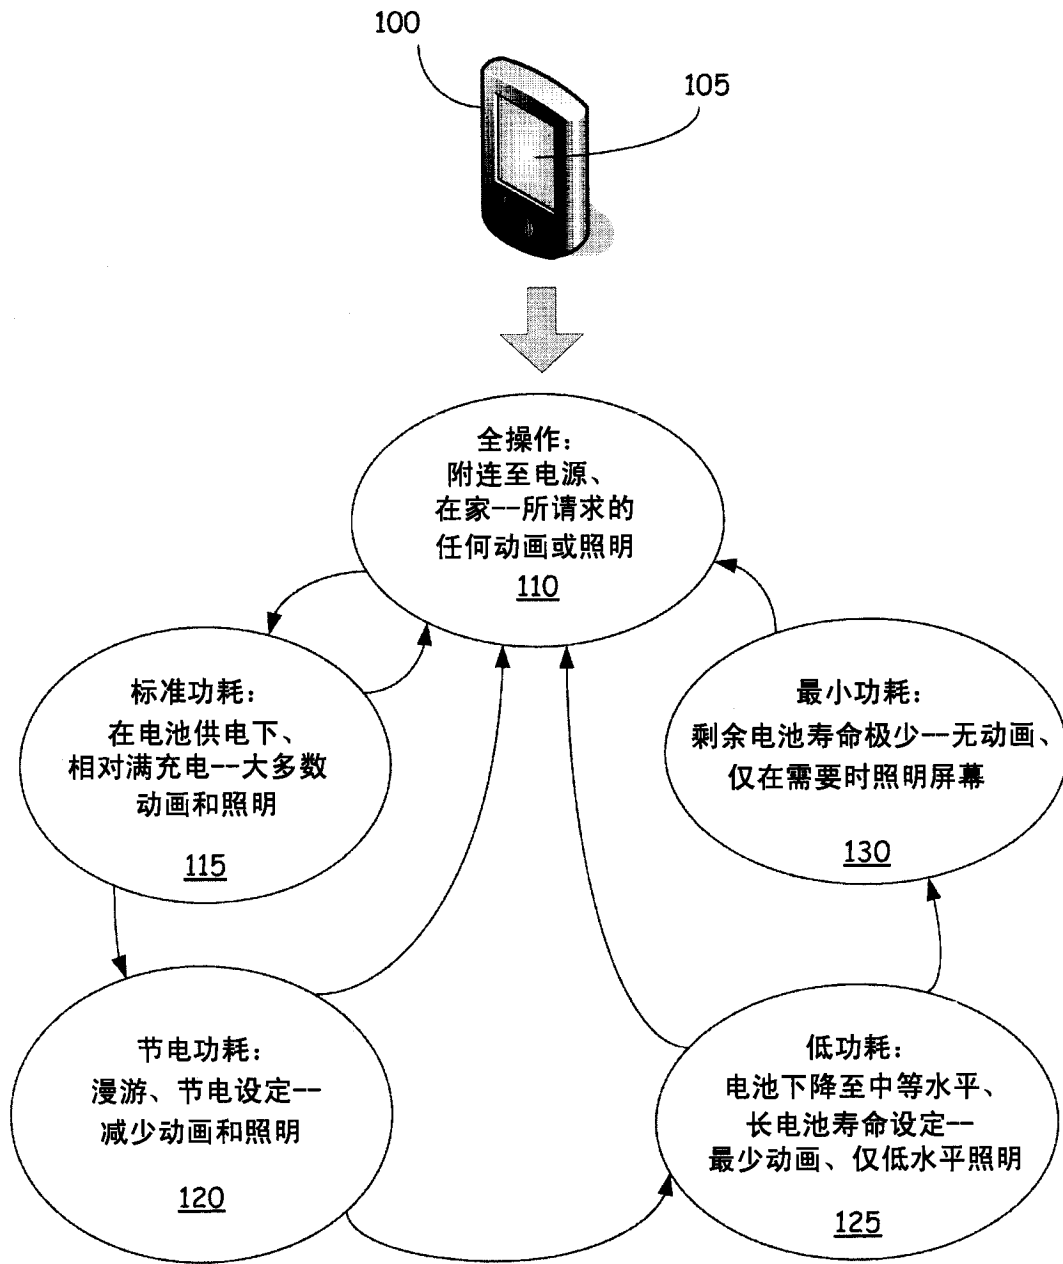 100
105
全操作：
附连至电源、
在家--所请求的
任何动画或照明
110
标准功耗：
在电池供电下、
相对满充电--大多数
动画和照明
115
最小功耗：
剩余电池寿命极少--无动画、
仅在需要时照明屏幕
130
节电功耗：
漫游、节电设定--
减少动画和照明
120
低功耗：
电池下降至中等水平、
长电池寿命设定--
最少动画、仅低水平照明
125